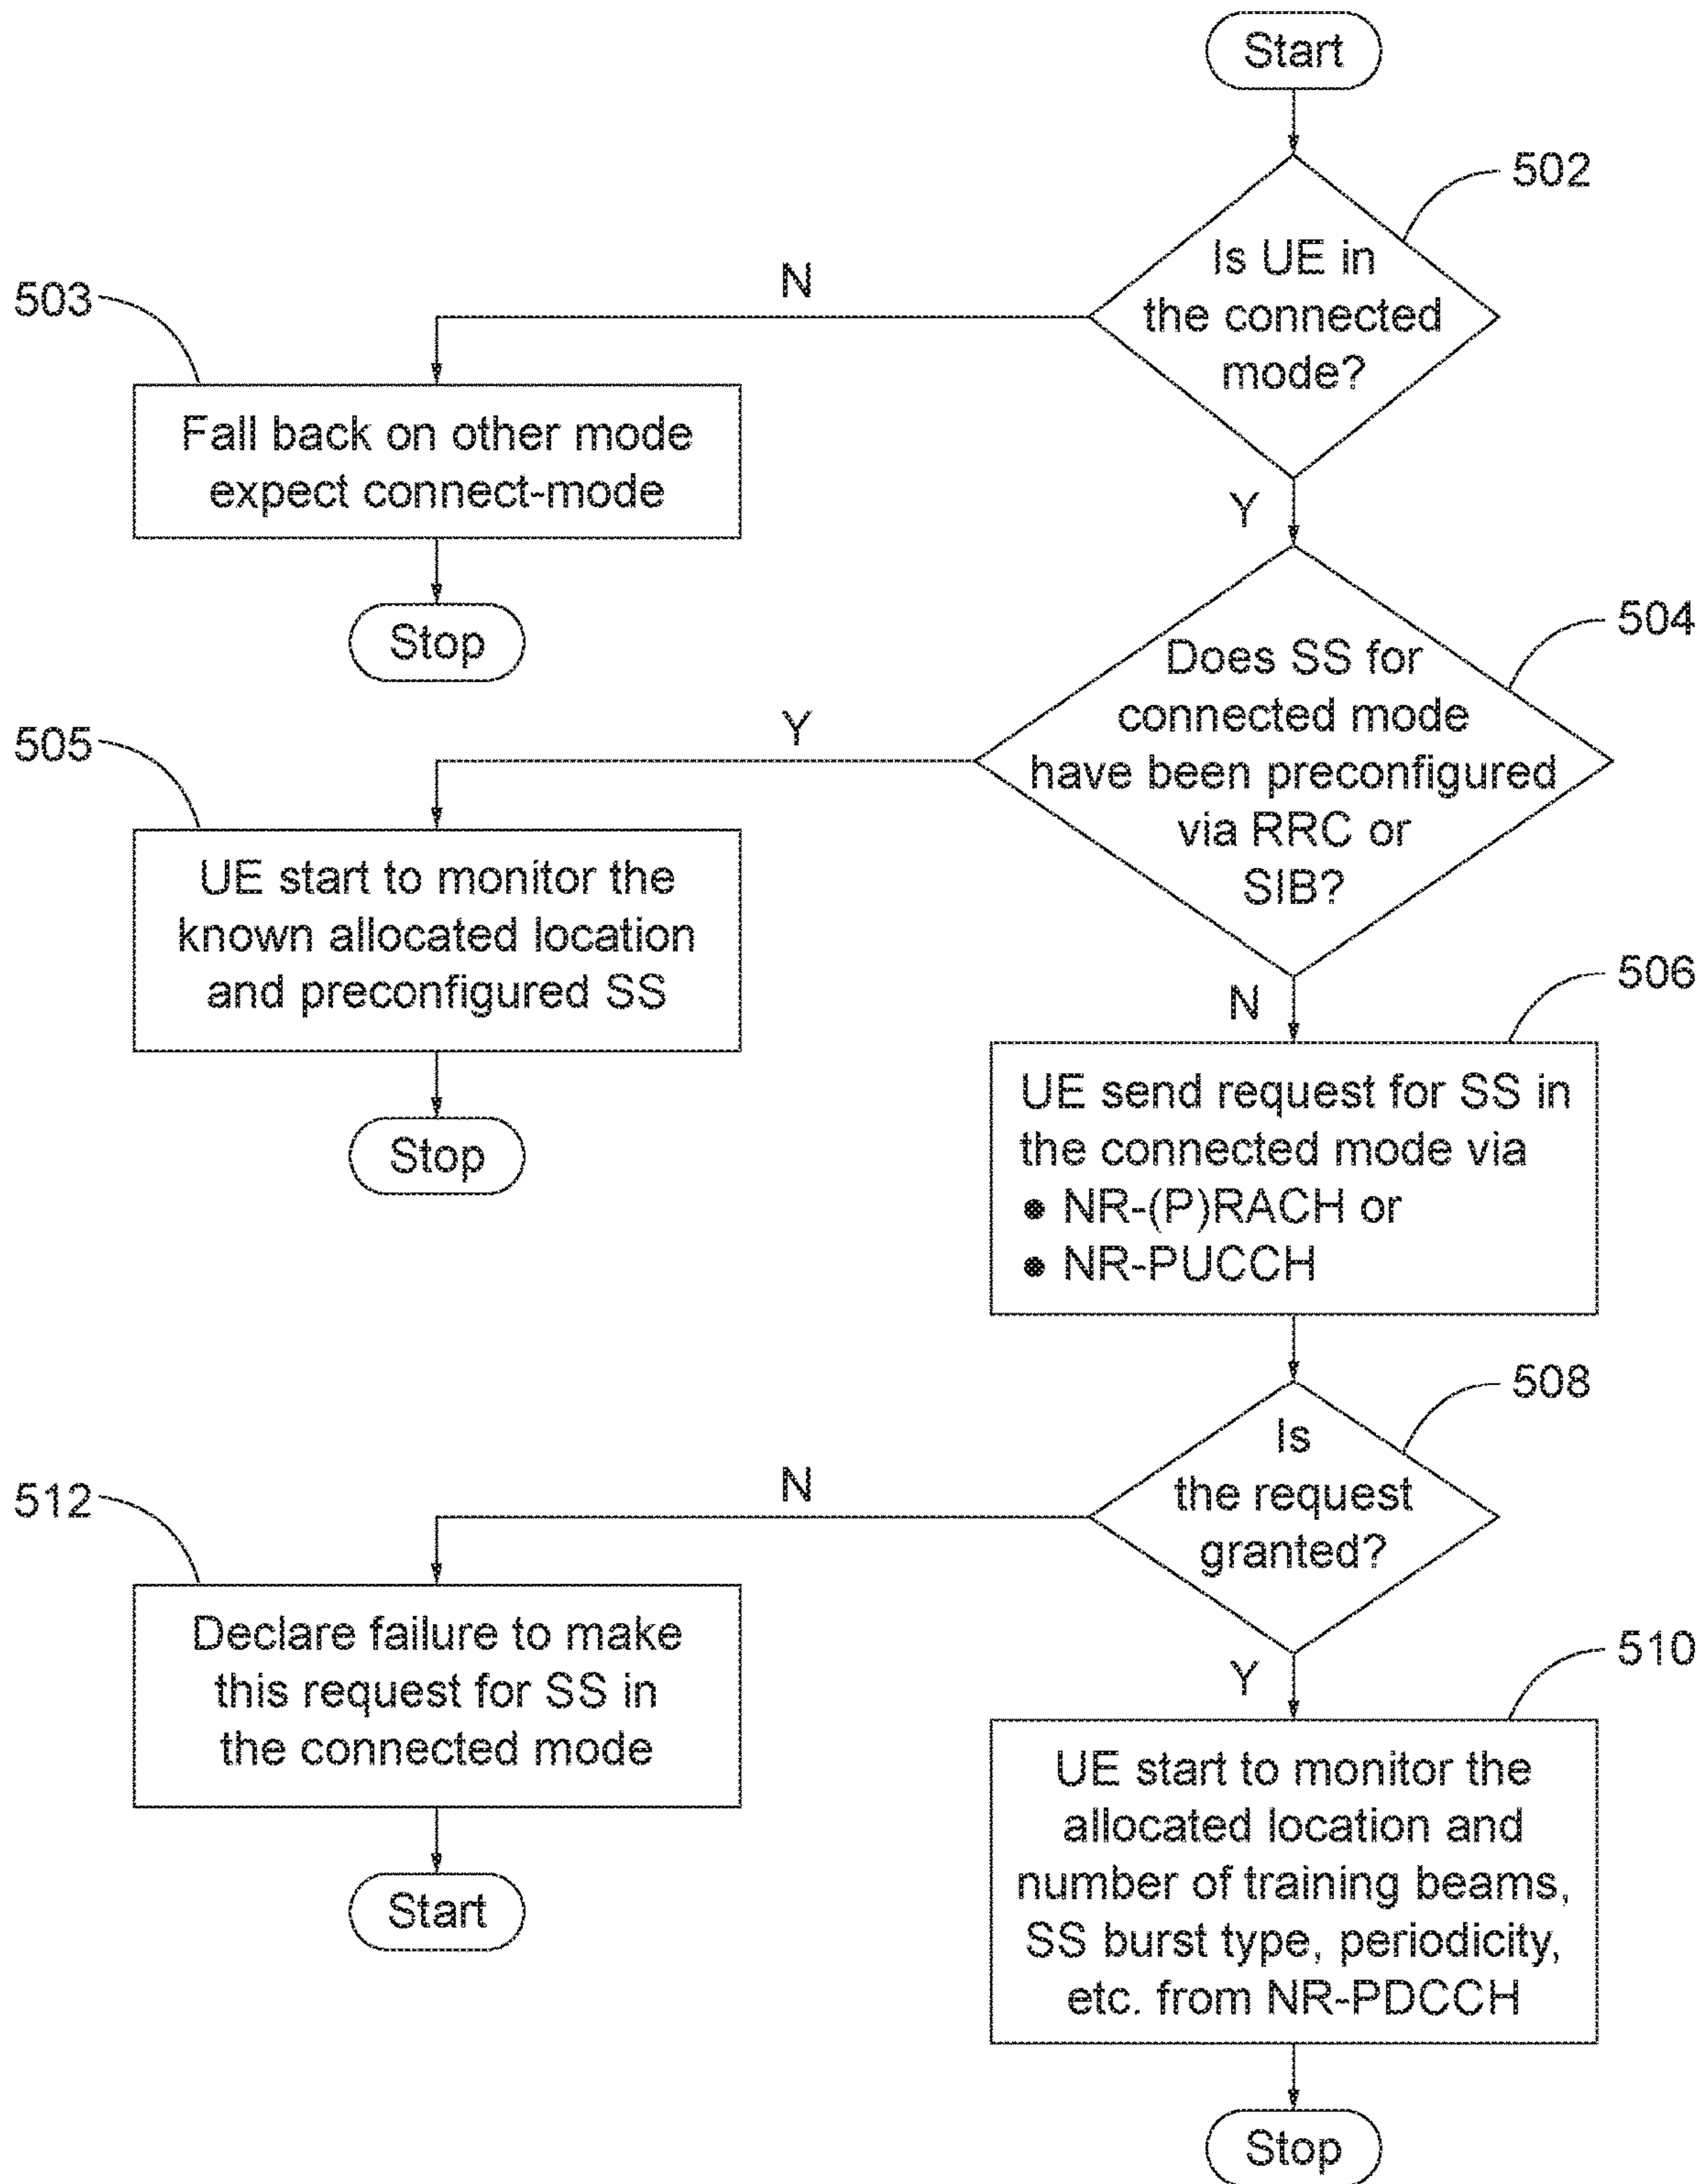 Start
502
Is UE in
the connected
mode?
N
503
Fall back on other mode
expect connect-mode
Stop
Y
504
Does SS for
connected mode
have been preconfigured
via RRC or
SIB?
Y
505
UE start to monitor the
known allocated location
and preconfigured SS
Stop
N
506
UE send request for SS in
the connected mode via
● NR-(P)RACH or
● NR-PUCCH
508
Is
the request
granted?
N
512
Declare failure to make
this request for SS in
the connected mode
Start
Y
510
UE start to monitor the
allocated location and
number of training beams,
SS burst type, periodicity,
etc. from NR-PDCCH
Stop